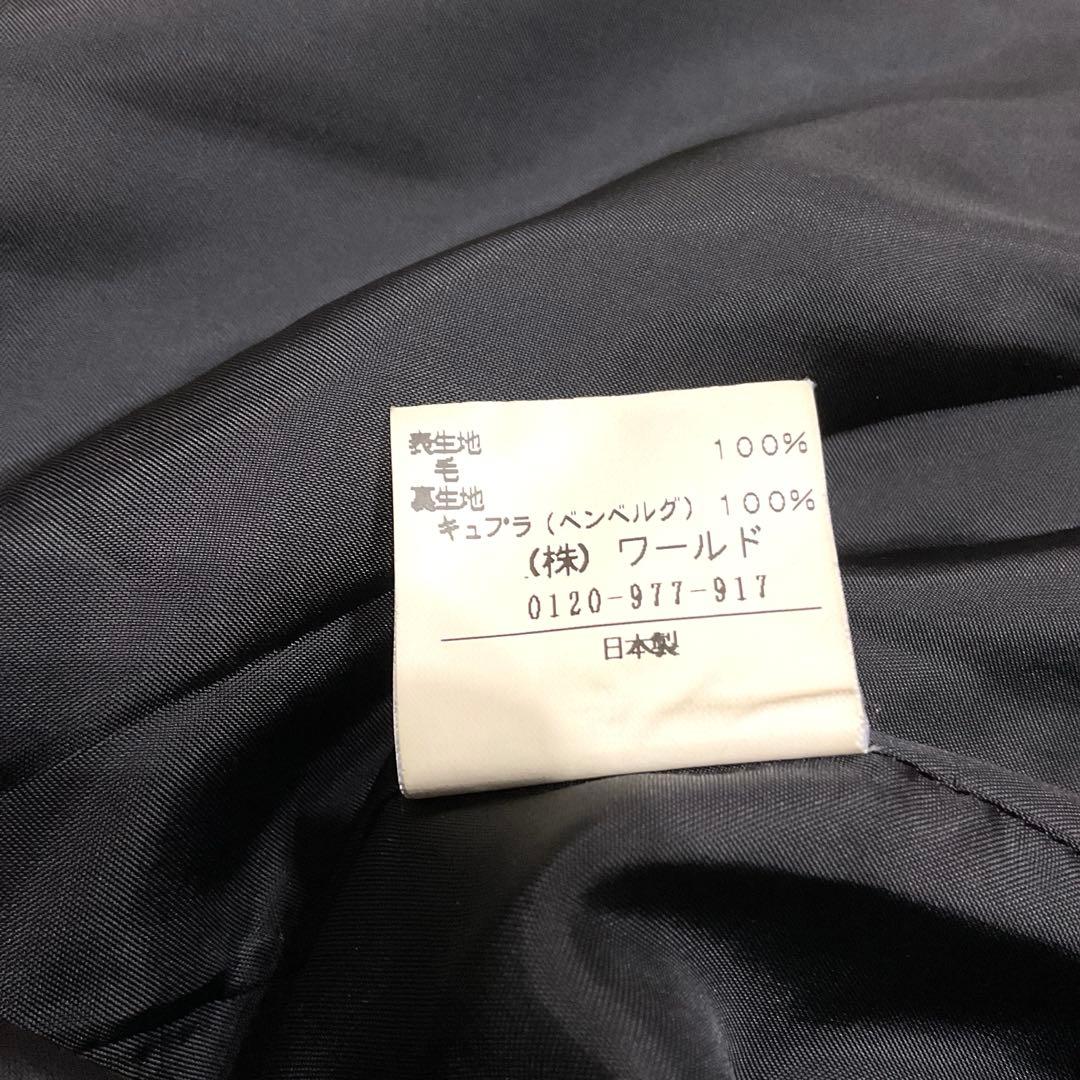 表生地
毛 100%
裏生地
キュプラ(ベンベルグ) 100%
(株) ワールド
0120-977-917
日本製